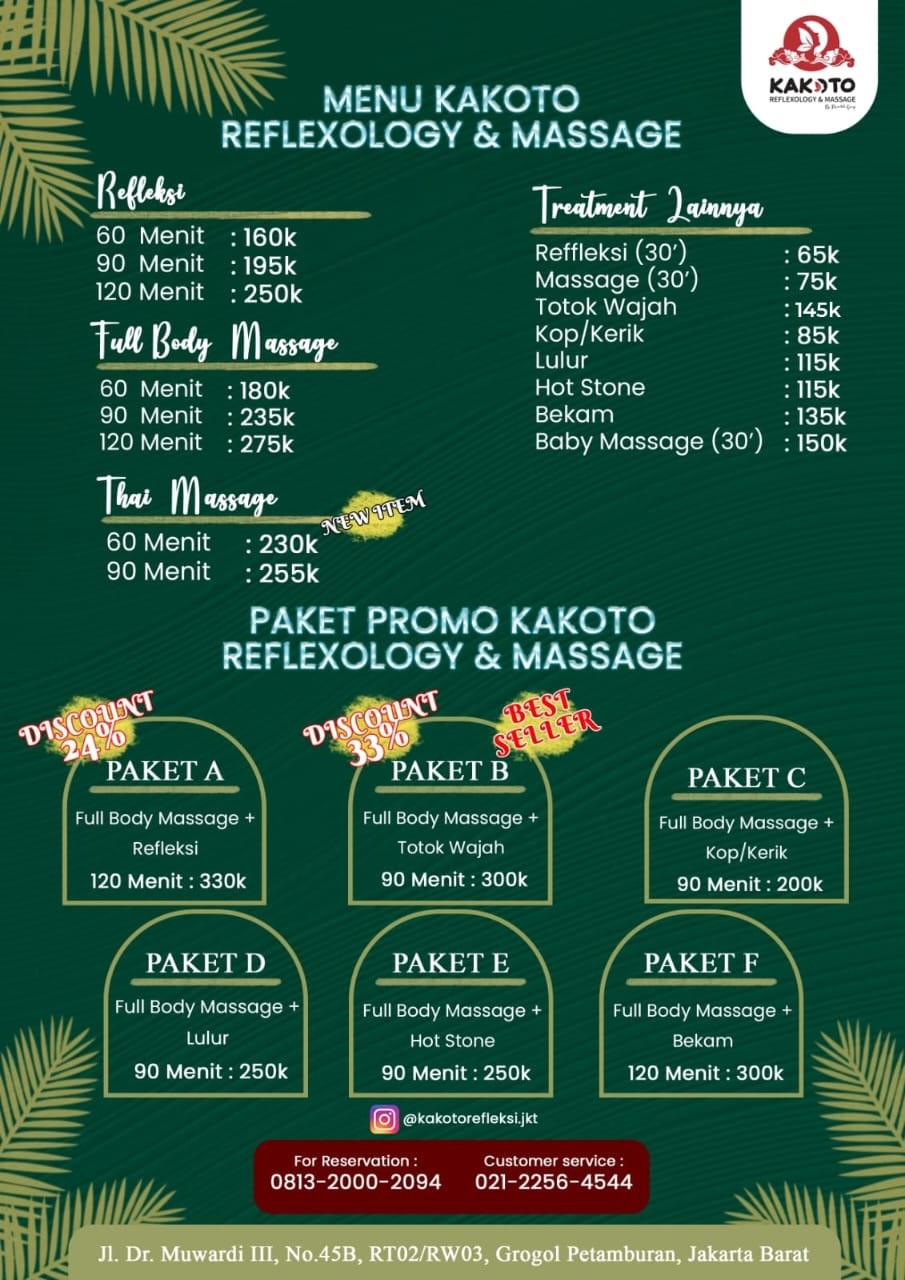 KAKOTO
REFLEXOLOGY & MASSAGE
MENU KAKOTO
REFLEXOLOGY & MASSAGE
Refleksi
60 Menit : 160k
90 Menit : 195k
120 Menit : 250k
Full Body Massage
60 Menit : 180k
90 Menit : 235k
120 Menit : 275k
Thai Massage
NEW ITEM
60 Menit : 230k
90 Menit : 255k
Treatment Lainnya
Reffleksi (30') : 65k
Massage (30') : 75k
Totok Wajah : 145k
Kop/Kerik : 85k
Lulur : 115k
Hot Stone : 115k
Bekam : 135k
Baby Massage (30') : 150k
PAKET PROMO KAKOTO
REFLEXOLOGY & MASSAGE
DISCOUNT
24%
PAKET A
Full Body Massage +
Refleksi
120 Menit : 330k
DISCOUNT
33%
BEST
SELLER
PAKET B
Full Body Massage +
Totok Wajah
90 Menit : 300k
PAKET C
Full Body Massage +
Kop/Kerik
90 Menit : 200k
PAKET D
Full Body Massage +
Lulur
90 Menit : 250k
PAKET E
Full Body Massage +
Hot Stone
90 Menit : 250k
PAKET F
Full Body Massage +
Bekam
120 Menit : 300k
@kakotorefleksi.jkt
For Reservation :
0813-2000-2094
Customer service :
021-2256-4544
Jl. Dr. Muwardi III, No.45B, RT02/RW03, Grogol Petamburan, Jakarta Barat